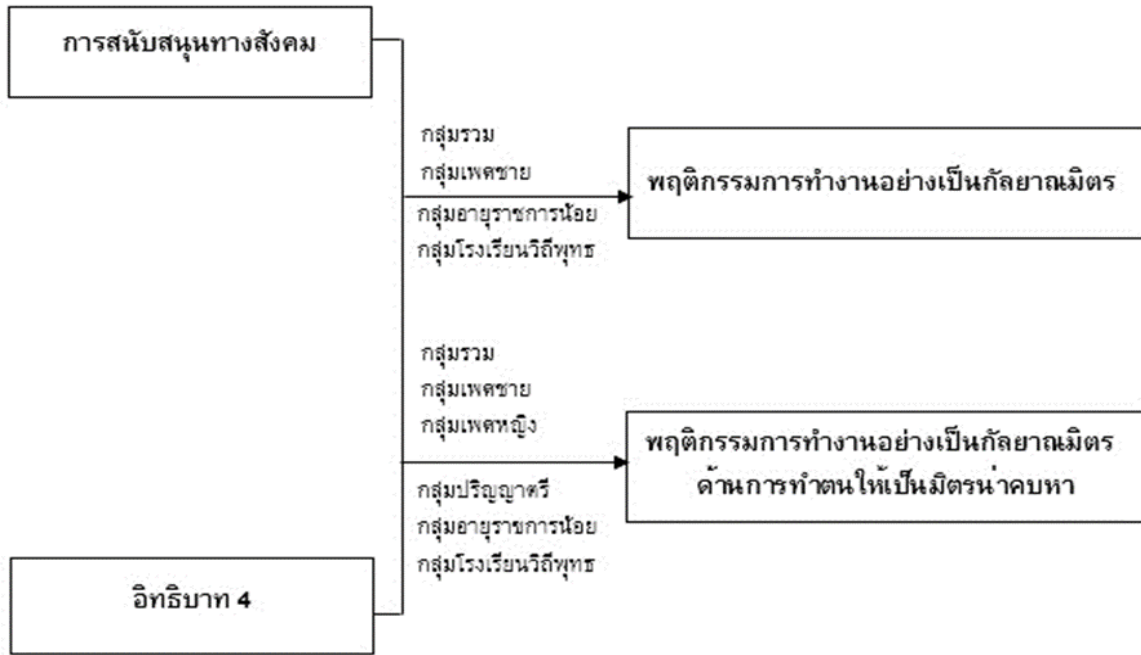 การสนับสนุนทางสังคม
กลุ่มรวม
กลุ่มเพศชาย
กลุ่มอายุราชการน้อย
กลุ่มโรงเรียนวิถีพุทธ
พฤติกรรมการทำงานอย่างเป็นกัลยาณมิตร
กลุ่มรวม
กลุ่มเพศชาย
กลุ่มเพศหญิง
กลุ่มปริญญาตรี
กลุ่มอายุราชการน้อย
กลุ่มโรงเรียนวิถีพุทธ
พฤติกรรมการทำงานอย่างเป็นกัลยาณมิตร
ด้านการทำตนให้เป็นมิตรน่าคบหา
อิทธิบาท 4